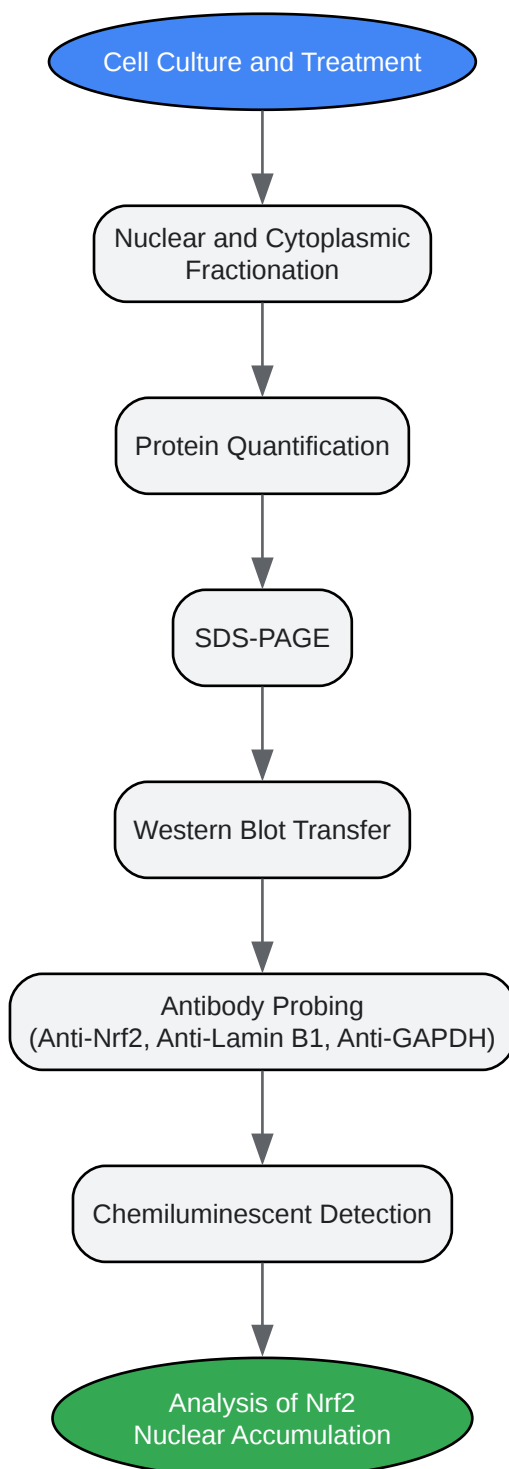 Cell Culture and Treatment
Nuclear and Cytoplasmic
Fractionation
Protein Quantification
SDS-PAGE
Western Blot Transfer
Antibody Probing
(Anti-Nrf2, Anti-Lamin B1, Anti-GAPDH)
Chemiluminescent Detection
Analysis of Nrf2
Nuclear Accumulation